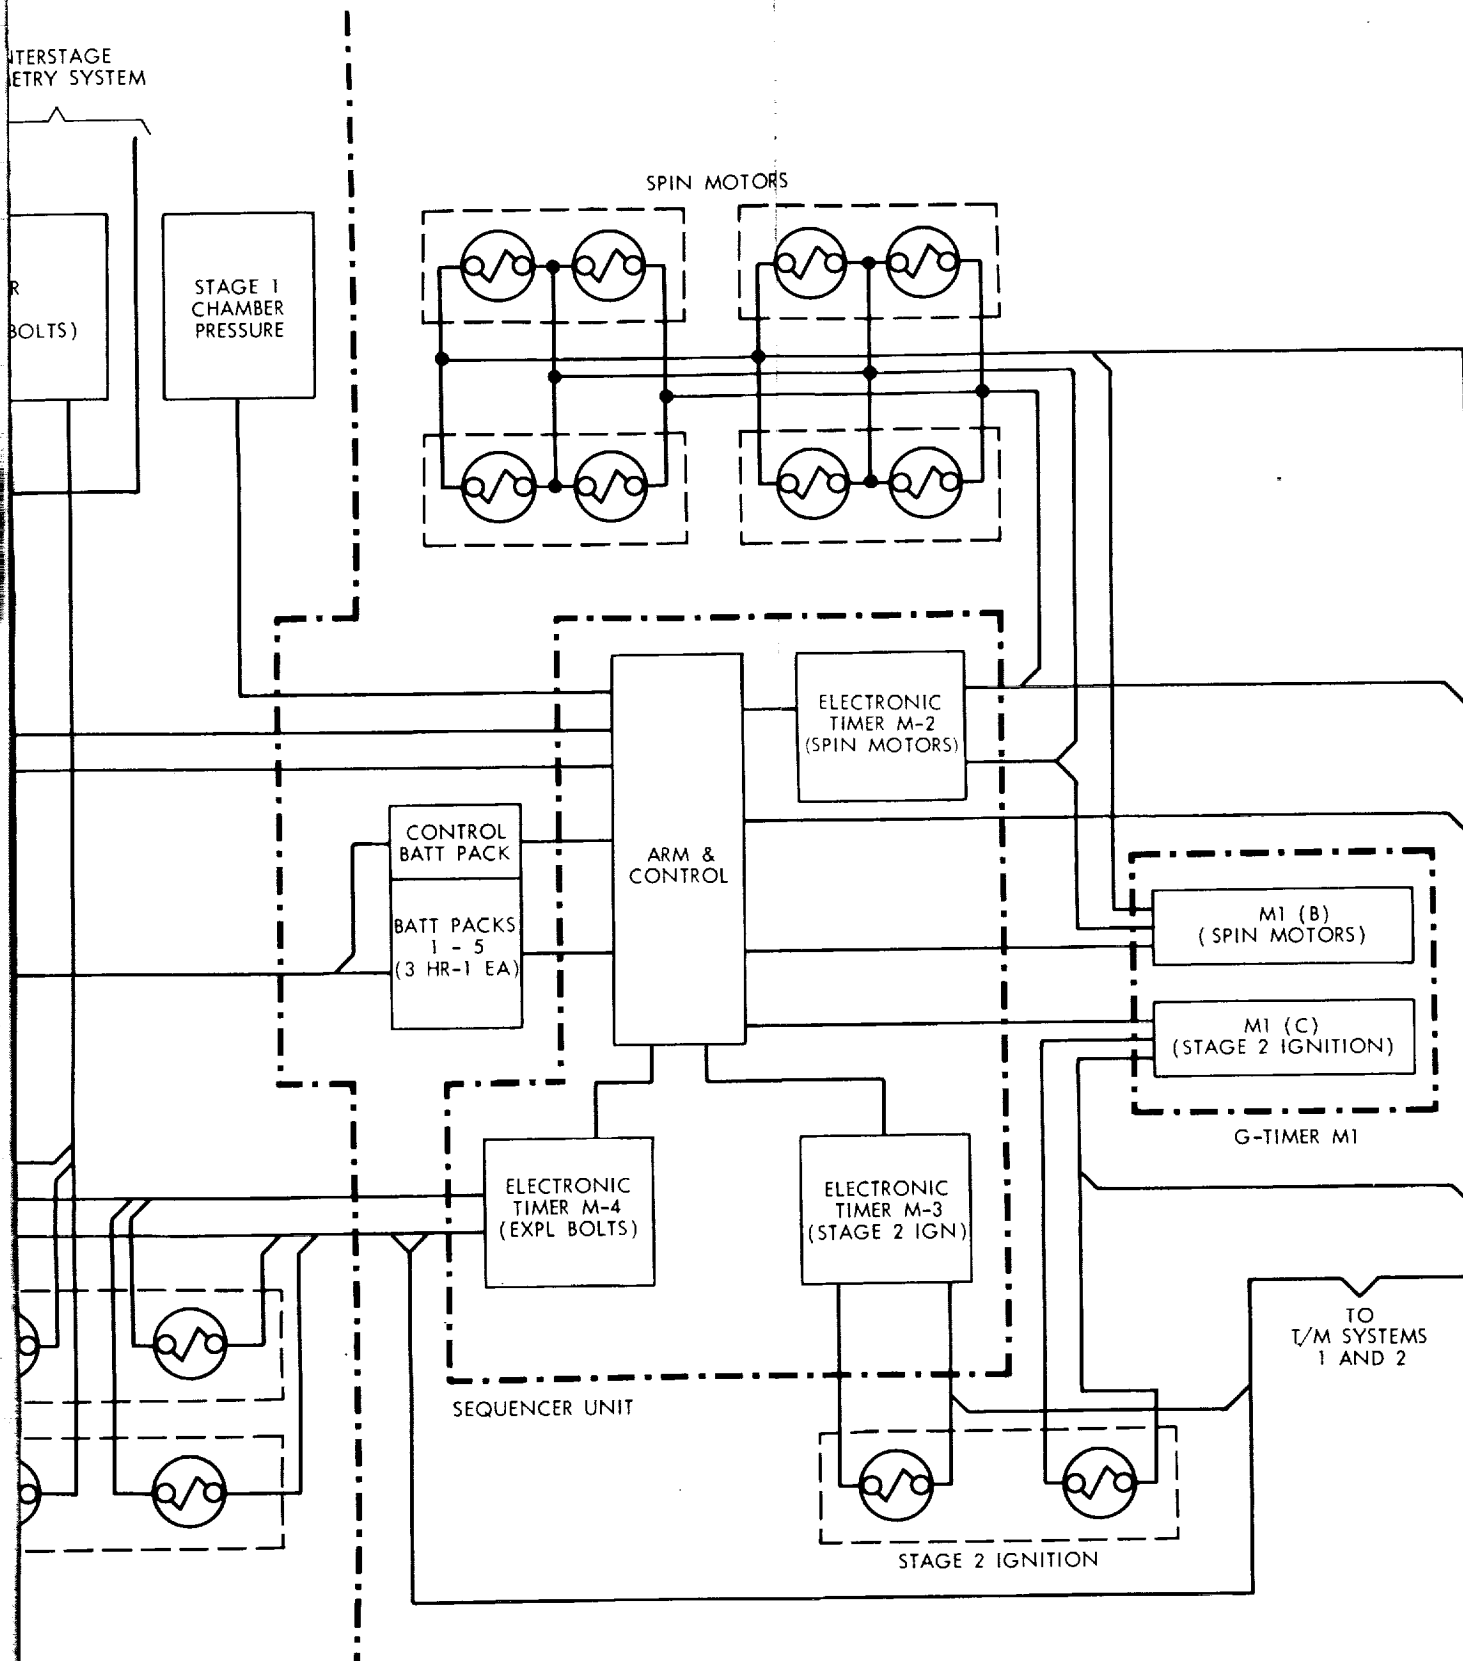 NTERSTAGE
ETRY SYSTEM
SPIN MOTORS
R
BOLTS)
STAGE 1
CHAMBER
PRESSURE
ELECTRONIC
TIMER M-2
(SPIN MOTORS)
CONTROL
BATT PACK
BATT PACKS
1 - 5
(3 HR-1 EA)
ARM &
CONTROL
M1 (B)
( SPIN MOTORS)
M1 (C)
(STAGE 2 IGNITION)
G-TIMER M1
ELECTRONIC
TIMER M-4
(EXPL BOLTS)
ELECTRONIC
TIMER M-3
(STAGE 2 IGN)
TO
T/M SYSTEMS
1 AND 2
SEQUENCER UNIT
STAGE 2 IGNITION